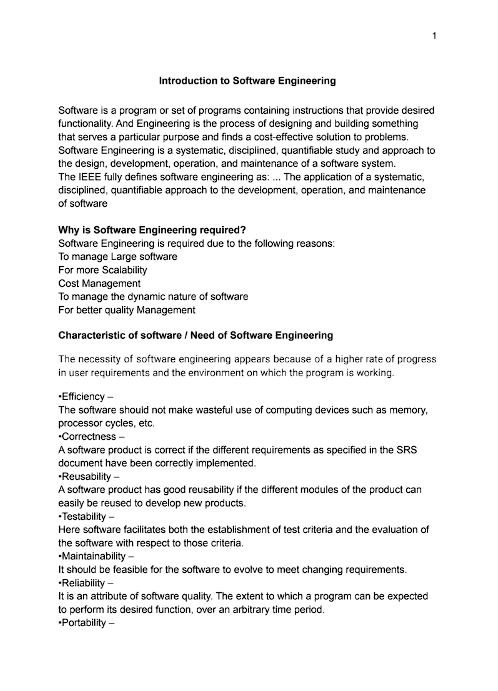 1
Introduction to Software Engineering
Software is a program or set of programs containing instructions that provide desired
functionality. And Engineering is the process of designing and building something
that serves a particular purpose and finds a cost-effective solution to problems.
Software Engineering is a systematic, disciplined, quantifiable study and approach to
the design, development, operation, and maintenance of a software system.
The IEEE fully defines software engineering as: ... The application of a systematic,
disciplined, quantifiable approach to the development, operation, and maintenance
of software
Why is Software Engineering required?
Software Engineering is required due to the following reasons:
To manage Large software
For more Scalability
Cost Management
To manage the dynamic nature of software
For better quality Management
Characteristic of software / Need of Software Engineering
The necessity of software engineering appears because of a higher rate of progress
in user requirements and the environment on which the program is working.
•Efficiency –
The software should not make wasteful use of computing devices such as memory,
processor cycles, etc.
•Correctness –
A software product is correct if the different requirements as specified in the SRS
document have been correctly implemented.
•Reusability –
A software product has good reusability if the different modules of the product can
easily be reused to develop new products.
•Testability –
Here software facilitates both the establishment of test criteria and the evaluation of
the software with respect to those criteria.
•Maintainability –
It should be feasible for the software to evolve to meet changing requirements.
•Reliability –
It is an attribute of software quality. The extent to which a program can be expected
to perform its desired function, over an arbitrary time period.
•Portability –